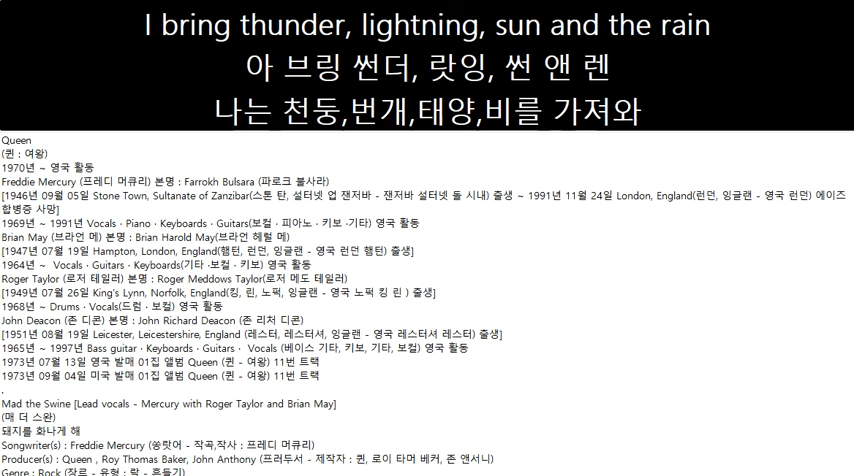 I bring thunder, lightning, sun and the rain
아 브링 썬더, 랏잉, 썬 앤 렌
나는 천둥,번개,태양,비를 가져와
Queen
(퀸 : 여왕)
1970년 ~ 영국 활동
Freddie Mercury (프레디 머큐리) 본명 : Farrokh Bulsara (파로크 불사라)
[1946년 09월 05일 Stone Town, Sultanate of Zanzibar(스톤 탄, 설터넷 업 잰저바 - 잰저바 설터넷 돌 시내) 출생 ~ 1991년 11월 24일 London, England(런던, 잉글랜 - 영국 런던) 에이즈
합병증 사망]
1969년 ~ 1991년 Vocals · Piano · Keyboards · Guitars(보컬 · 피아노 · 키보 ·기타) 영국 활동
Brian May (브라언 메) 본명 : Brian Harold May(브라언 헤럴 메)
[1947년 07월 19일 Hampton, London, England(햄턴, 런던, 잉글랜 - 영국 런던 햄턴) 출생]
1964년 ~  Vocals · Guitars · Keyboards(기타 ·보컬 · 키보) 영국 활동
Roger Taylor (로저 테일러) 본명 : Roger Meddows Taylor(로저 메도 테일러)
[1949년 07월 26일 King's Lynn, Norfolk, England(킹, 린, 노퍽, 잉글랜 - 영국 노퍽 킹 린 ) 출생]
1968년 ~ Drums · Vocals(드럼 · 보컬) 영국 활동
John Deacon (존 디콘) 본명 : John Richard Deacon (존 리처 디콘)
[1951년 08월 19일 Leicester, Leicestershire, England (레스터, 레스터셔, 잉글랜 - 영국 레스터셔 레스터) 출생]
1965년 ~ 1997년 Bass guitar · Keyboards · Guitars ·  Vocals (베이스 기타, 키보, 기타, 보컬) 영국 활동
1973년 07월 13일 영국 발매 01집 앨범 Queen (퀸 - 여왕) 11번 트랙
1973년 09월 04일 미국 발매 01집 앨범 Queen (퀸 - 여왕) 11번 트랙
.
Mad the Swine [Lead vocals - Mercury with Roger Taylor and Brian May]
(매 더 스완)
돼지를 화나게 해
Songwriter(s) : Freddie Mercury (쏭랏어 - 작곡,작사 : 프레디 머큐리)
Producer(s) : Queen , Roy Thomas Baker, John Anthony (프러두서 - 제작자 : 퀸, 로이 타머 베커, 존 앤서니)
Genre : Rock (장르 - 유형 : 락 - 흔들기)